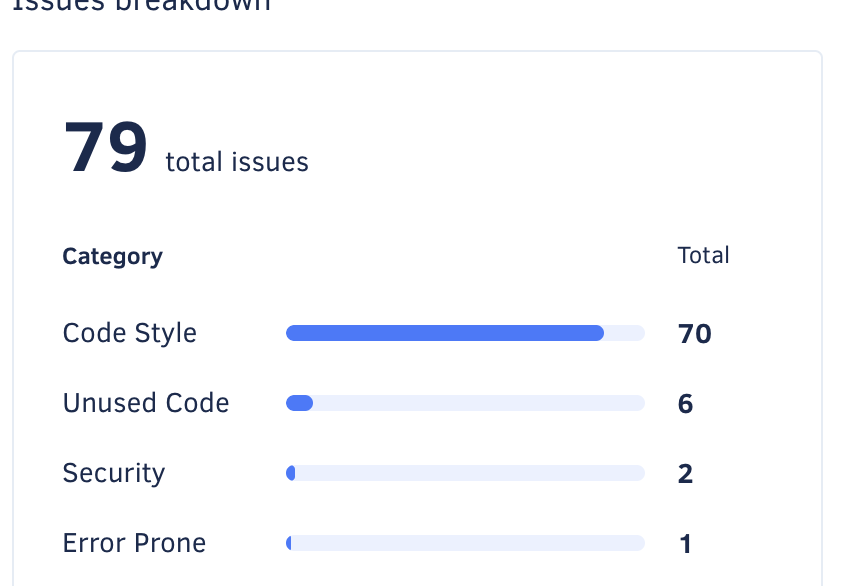 Issues breakdown
79 total issues
Category Total
Code Style 70
Unused Code 6
Security 2
Error Prone 1